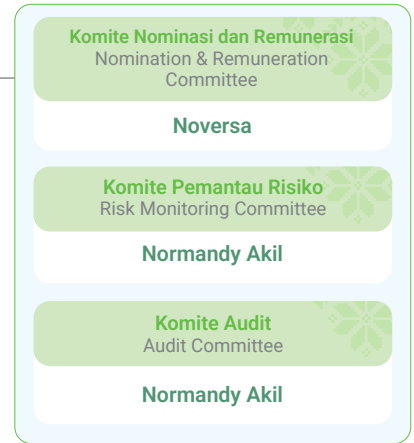 Komite Nominasi dan Remunerasi
Nomination & Remuneration
Committee
Noversa
Komite Pemantau Risiko
Risk Monitoring Committee
Normandy Akil
Komite Audit
Audit Committee
Normandy Akil